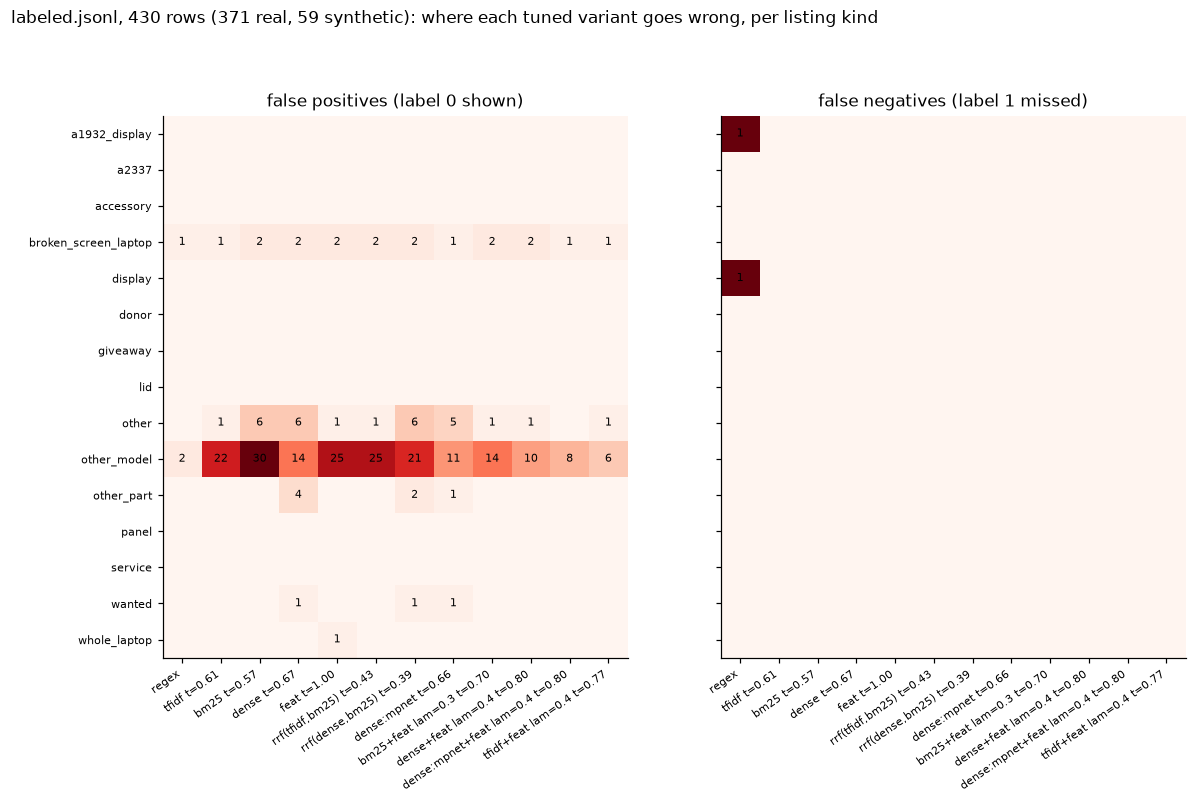 labeled.jsonl, 430 rows (371 real, 59 synthetic): where each tuned variant goes wrong, per listing kind
false positives (label 0 shown)
false negatives (label 1 missed)
a1932_display
1
a2337
accessory
broken_screen_laptop
1 1 2 2 2 2 2 1 2 2 1 1
display
1
donor
giveaway
lid
other
1 6 6 1 1 6 5 1 1 1
other_model
2 22 30 14 25 25 21 11 14 10 8 6
other_part
4 2 1
panel
service
wanted
1 1 1
whole_laptop
1
regex
tfidf t=0.61
bm25 t=0.57
dense t=0.67
feat t=1.00
rrf(tfidf,bm25) t=0.43
rrf(dense,bm25) t=0.39
dense:mpnet t=0.66
bm25+feat lam=0.3 t=0.70
dense+feat lam=0.4 t=0.80
dense:mpnet+feat lam=0.4 t=0.80
tfidf+feat lam=0.4 t=0.77
regex
tfidf t=0.61
bm25 t=0.57
dense t=0.67
feat t=1.00
rrf(tfidf,bm25) t=0.43
rrf(dense,bm25) t=0.39
dense:mpnet t=0.66
bm25+feat lam=0.3 t=0.70
dense+feat lam=0.4 t=0.80
dense:mpnet+feat lam=0.4 t=0.80
tfidf+feat lam=0.4 t=0.77